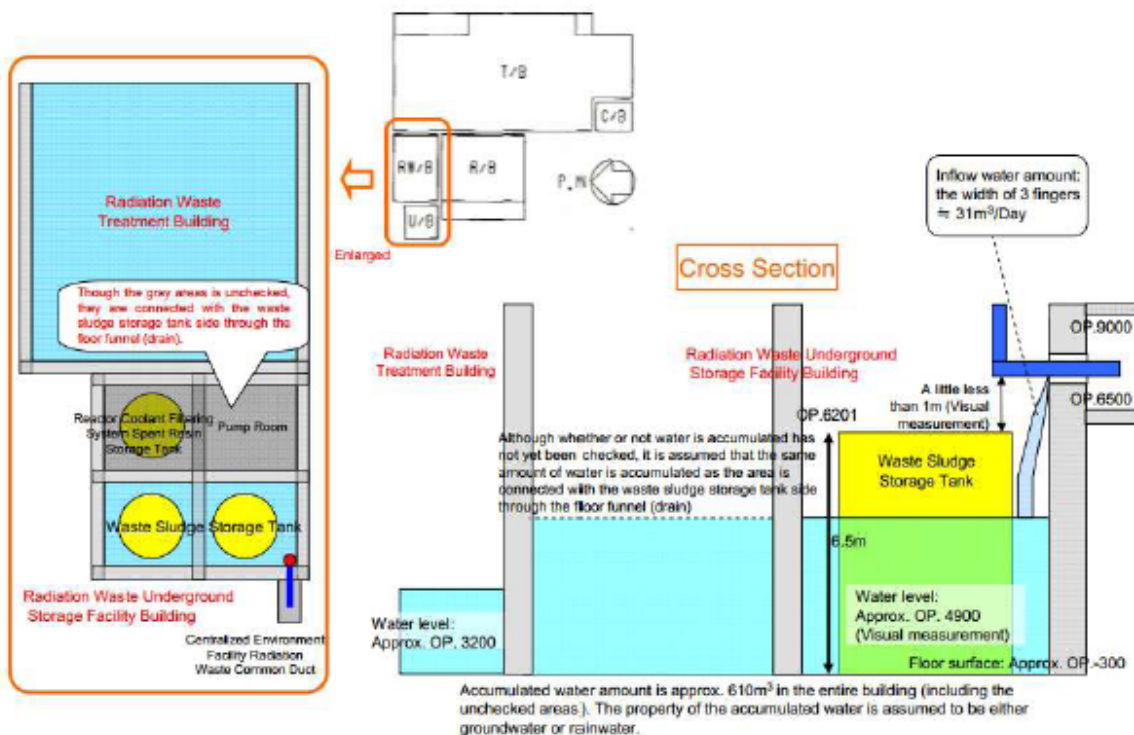 Radiation Waste
Treatment Building
Though the gray areas is unchecked,
they are connected with the waste
sludge storage tank side through the
floor funnel (drain).
Reactor Coolant Filtering
System Spent Resin
Storage Tank
Pump Room
Waste Sludge Storage Tank
Radiation Waste Underground
Storage Facility Building
Centralized Environment
Facility Radiation
Waste Common Duct
T/B
C/B
RW/B
R/B
U/B
Enlarged
Cross Section
Inflow water amount:
the width of 3 fingers
≒ 31m³/Day
Radiation Waste
Treatment Building
Radiation Waste Underground
Storage Facility Building
OP.9000
OP.6500
A little less
than 1m (Visual
measurement)
OP.6201
Although whether or not water is accumulated has
not yet been checked, it is assumed that the same
amount of water is accumulated as the area is
connected with the waste sludge storage tank side
through the floor funnel (drain)
Waste Sludge
Storage Tank
6.5m
Water level:
Approx. OP. 3200
Water level:
Approx. OP. 4900
(Visual measurement)
Floor surface: Approx. OP.-300
Accumulated water amount is approx. 610m³ in the entire building (including the
unchecked areas). The property of the accumulated water is assumed to be either
groundwater or rainwater.